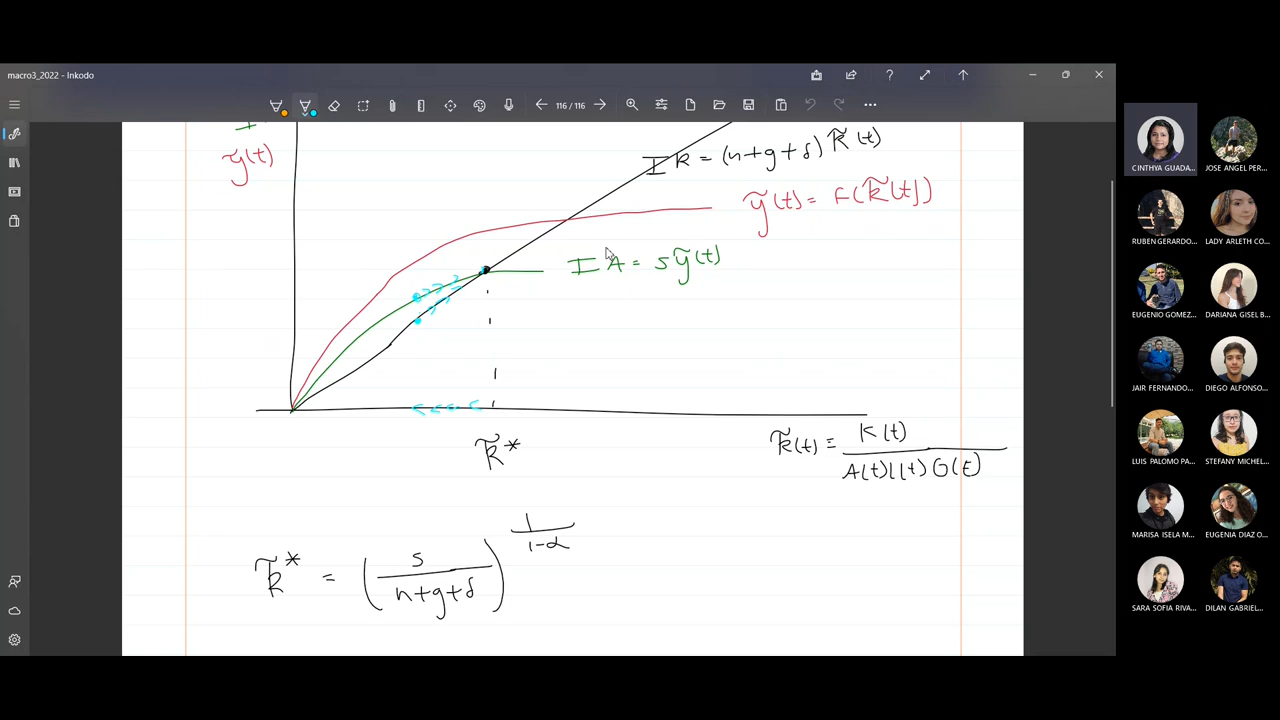 macro3_2022 - Inkodo
116 / 116
IR = (n+g+δ) k̃(t)
ỹ(t)
ỹ(t) = f(k̃(t))
IA = sỹ(t)
k̃*
k̃(t) = K(t) / A(t)L(t)G(t)
k̃* = (s / n+g+δ)^(1 / 1-α)
CINTHYA GUADA...
JOSE ANGEL PER...
RUBEN GERARDO...
LADY ARLETH CO...
EUGENIO GOMEZ...
DARIANA GISEL B...
JAIR FERNANDO...
DIEGO ALFONSO...
LUIS PALOMO PA...
STEFANY MICHEL...
MARISA ISELA M...
EUGENIA DIAZ O...
SARA SOFIA RIVA...
DILAN GABRIEL...